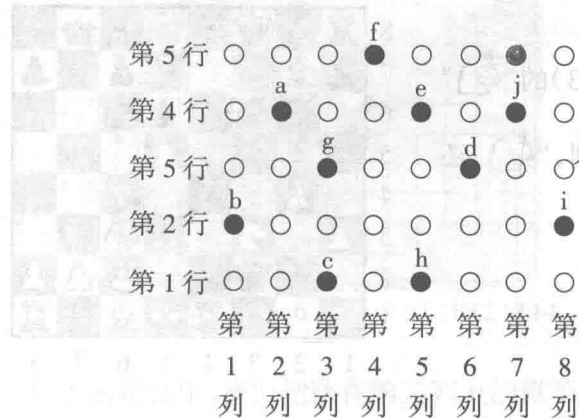 f
第5行
a e j
第4行
g d
第5行
b i
第2行
c h
第1行
第 第 第 第 第 第 第 第
1 2 3 4 5 6 7 8
列 列 列 列 列 列 列 列